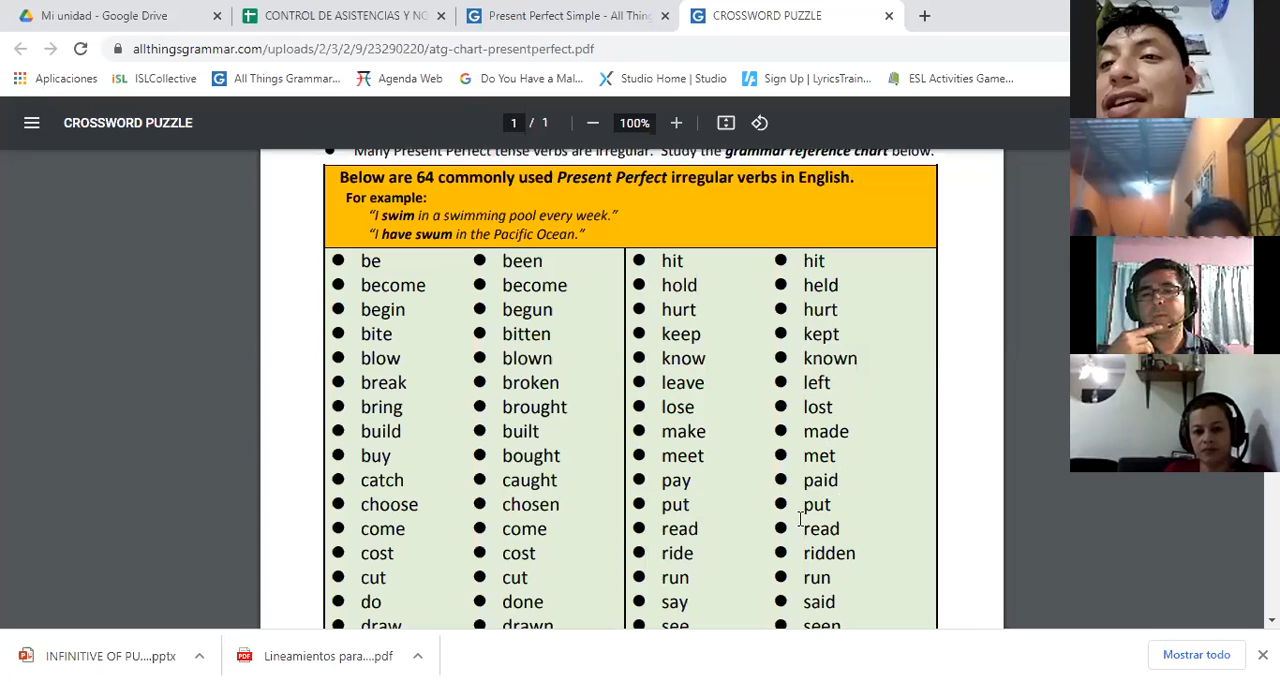 Mi unidad - Google Drive
CONTROL DE ASISTENCIAS Y NO
Present Perfect Simple - All Thing
CROSSWORD PUZZLE
allthingsgrammar.com/uploads/2/3/2/9/23290220/atg-chart-presentperfect.pdf
Aplicaciones
iSL ISLCollective
All Things Grammar...
Agenda Web
Do You Have a Mal...
Studio Home | Studio
Sign Up | LyricsTrain...
ESL Activities Game...
CROSSWORD PUZZLE
1 / 1
100%
Many Present Perfect tense verbs are irregular. Study the grammar reference chart below.
Below are 64 commonly used Present Perfect irregular verbs in English.
For example:
"I swim in a swimming pool every week."
"I have swum in the Pacific Ocean."
be been hit hit
become become hold held
begin begun hurt hurt
bite bitten keep kept
blow blown know known
break broken leave left
bring brought lose lost
build built make made
buy bought meet met
catch caught pay paid
choose chosen put put
come come read read
cost cost ride ridden
cut cut run run
do done say said
draw drawn see seen
INFINITIVE OF PU....pptx
Lineamientos para....pdf
Mostrar todo